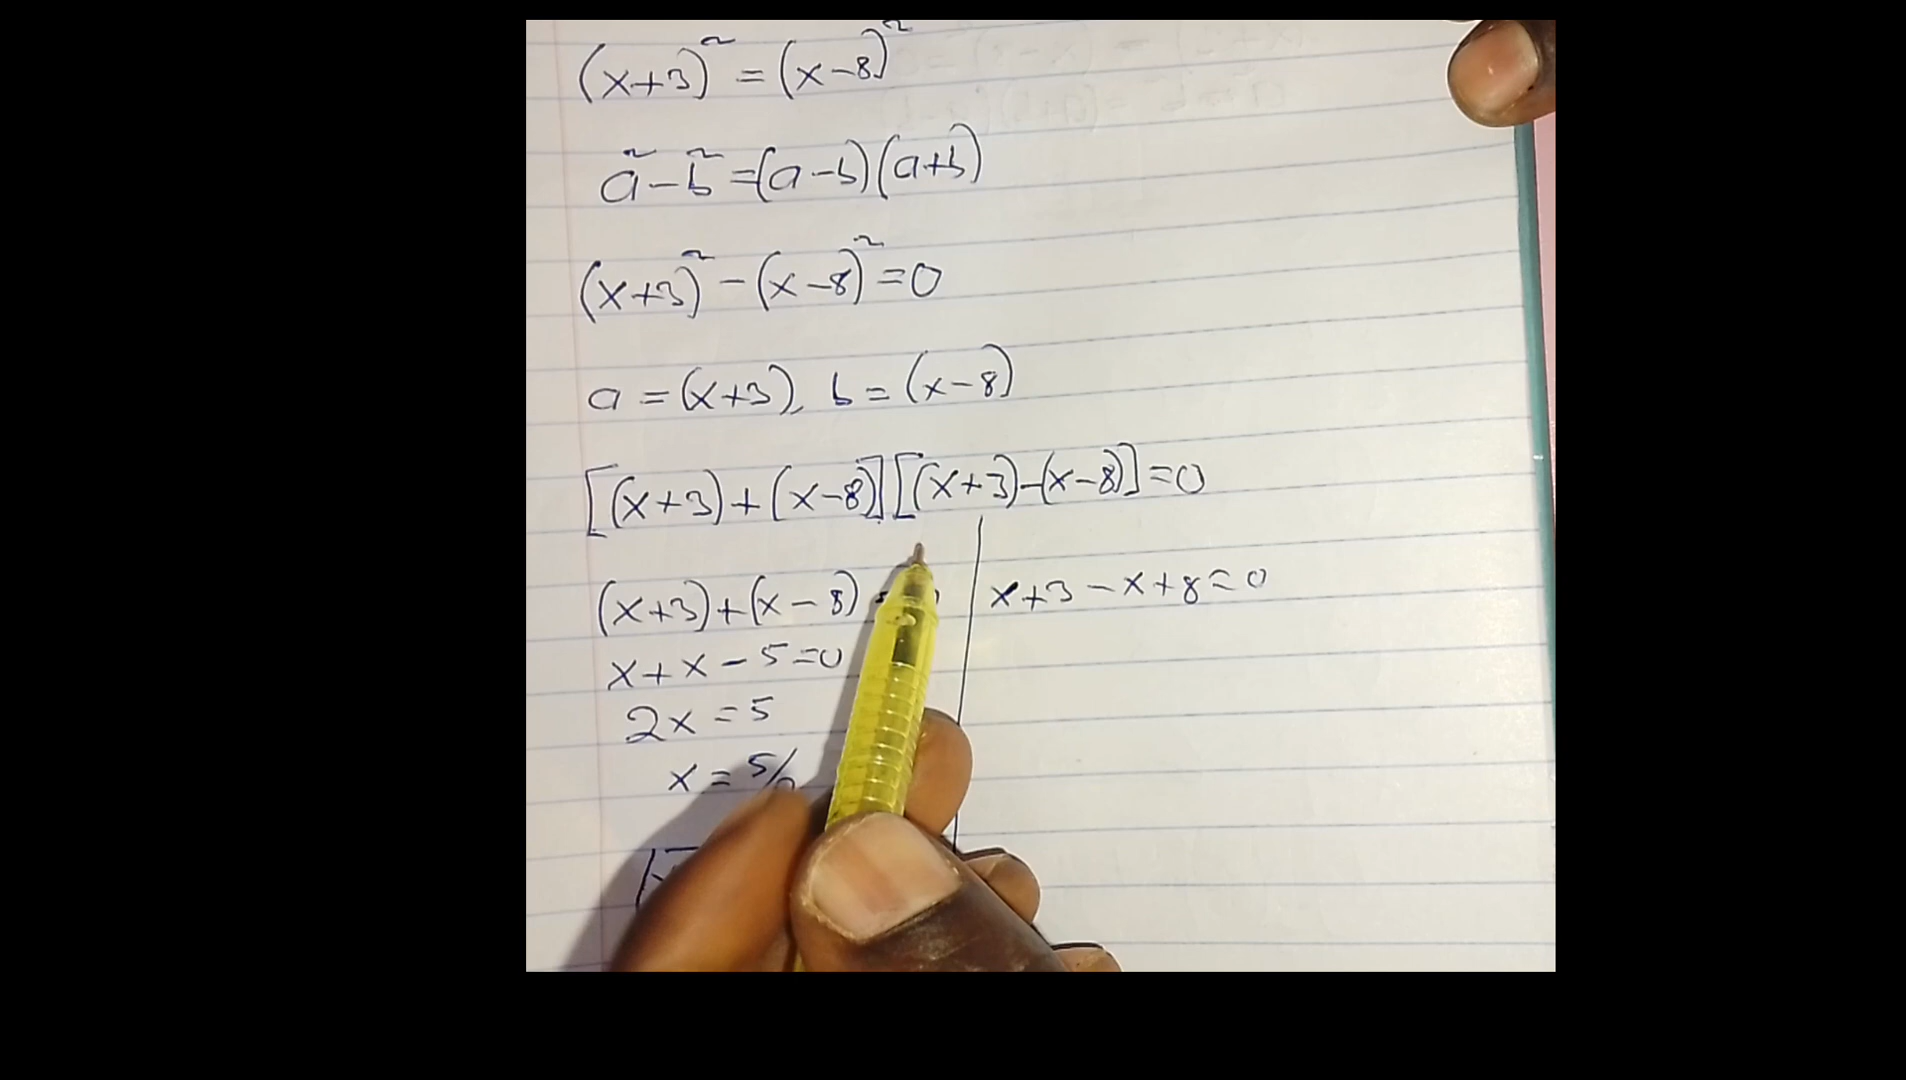 (x+3)² = (x-8)²
a² - b² = (a-b)(a+b)
(x+3)² - (x-8)² = 0
a = (x+3), b = (x-8)
[(x+3) + (x-8)][(x+3)-(x-8)] = 0
(x+3)+(x-8)
x+3-x+8=0
x+x-5=0
2x = 5
x = 5/